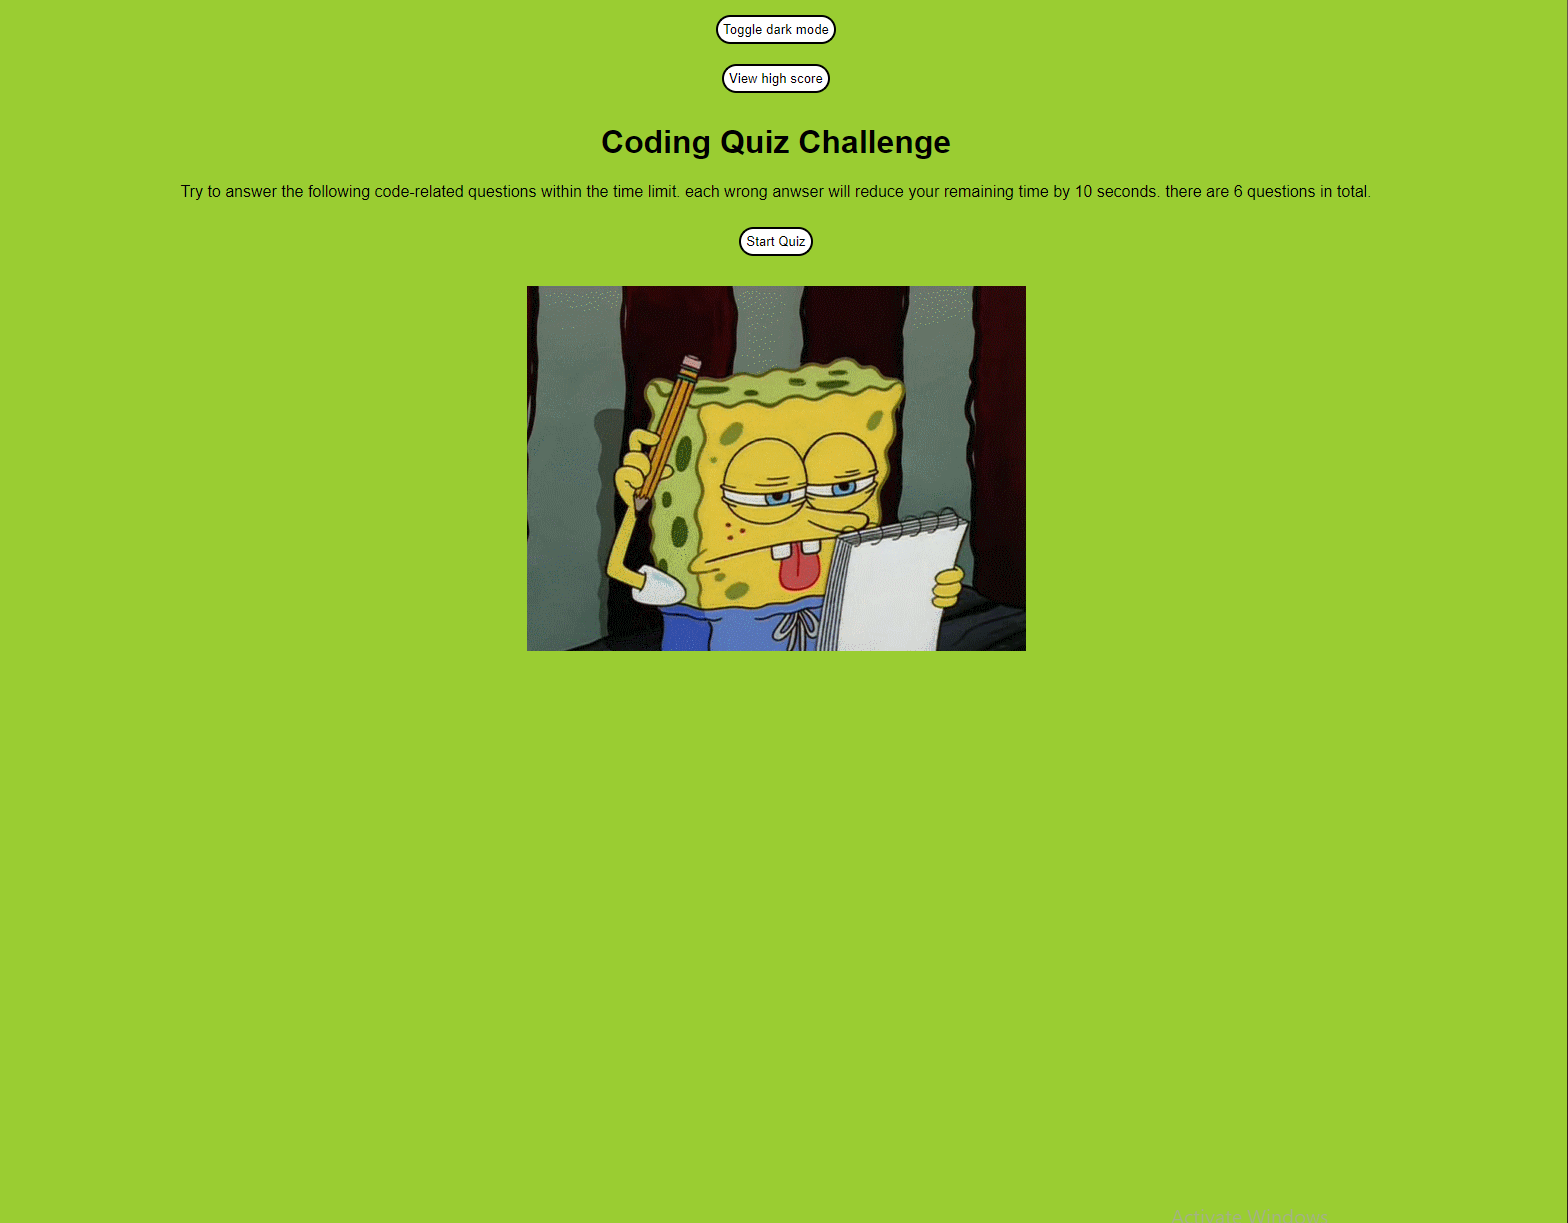 Toggle dark mode
View high score
Coding Quiz Challenge
Try to answer the following code-related questions within the time limit. each wrong anwser will reduce your remaining time by 10 seconds. there are 6 questions in total.
Start Quiz
Activate Windows